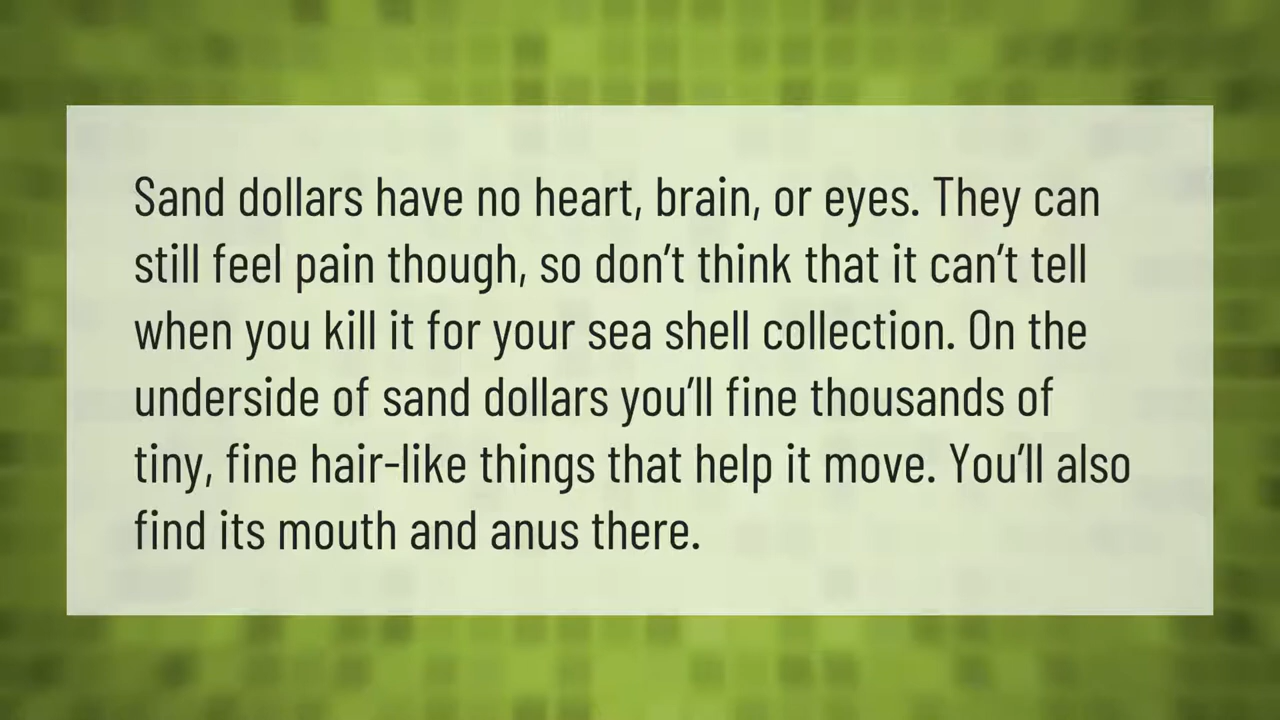 Sand dollars have no heart, brain, or eyes. They can
still feel pain though, so don’t think that it can’t tell
when you kill it for your sea shell collection. On the
underside of sand dollars you’ll fine thousands of
tiny, fine hair-like things that help it move. You’ll also
find its mouth and anus there.